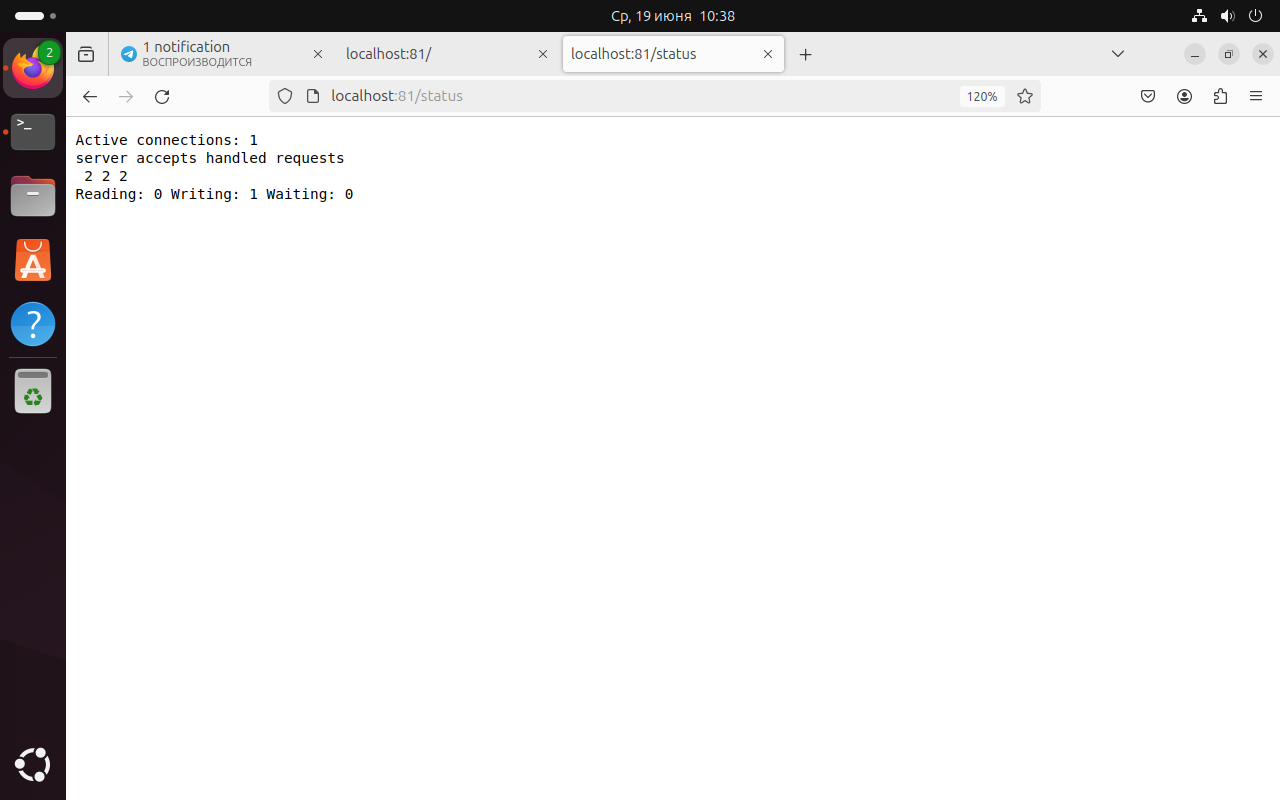 Ср, 19 июня 10:38
2
1 notification
ВОСПРОИЗВОДИТСЯ
localhost:81/
localhost:81/status
localhost:81/status
120%
>_
Active connections: 1
server accepts handled requests
2 2 2
Reading: 0 Writing: 1 Waiting: 0
A
?